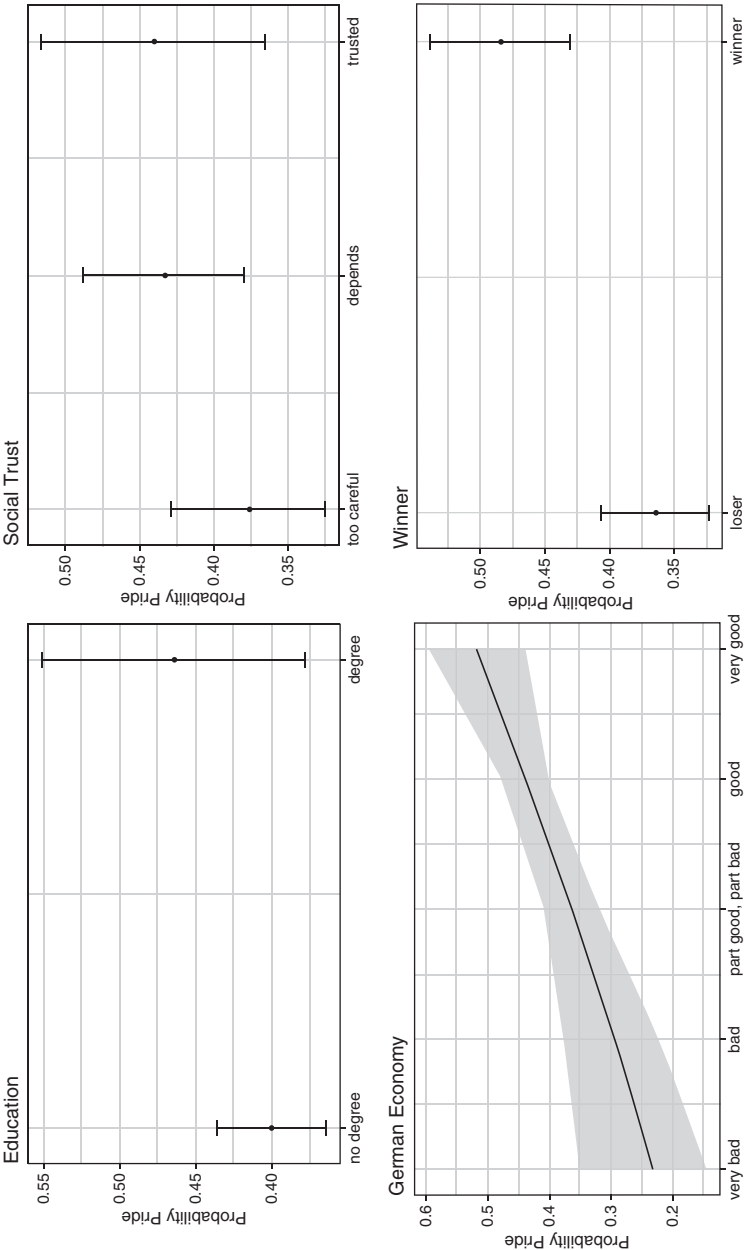 Education
Probability Pride
0.55
0.50
0.45
0.40
no degree
degree
Social Trust
Probability Pride
0.50
0.45
0.40
0.35
too careful
depends
trusted
German Economy
Probability Pride
0.6
0.5
0.4
0.3
0.2
very bad
bad
part good, part bad
good
very good
Winner
Probability Pride
0.50
0.45
0.40
0.35
loser
winner